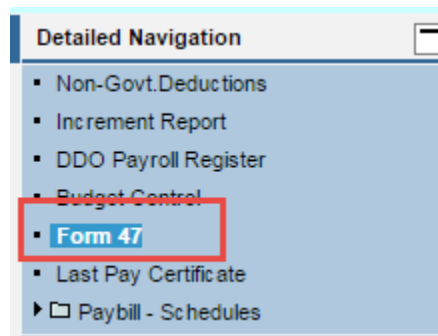 Detailed Navigation
Non-Govt.Deductions
Increment Report
DDO Payroll Register
Budget Control
Form 47
Last Pay Certificate
Paybill - Schedules